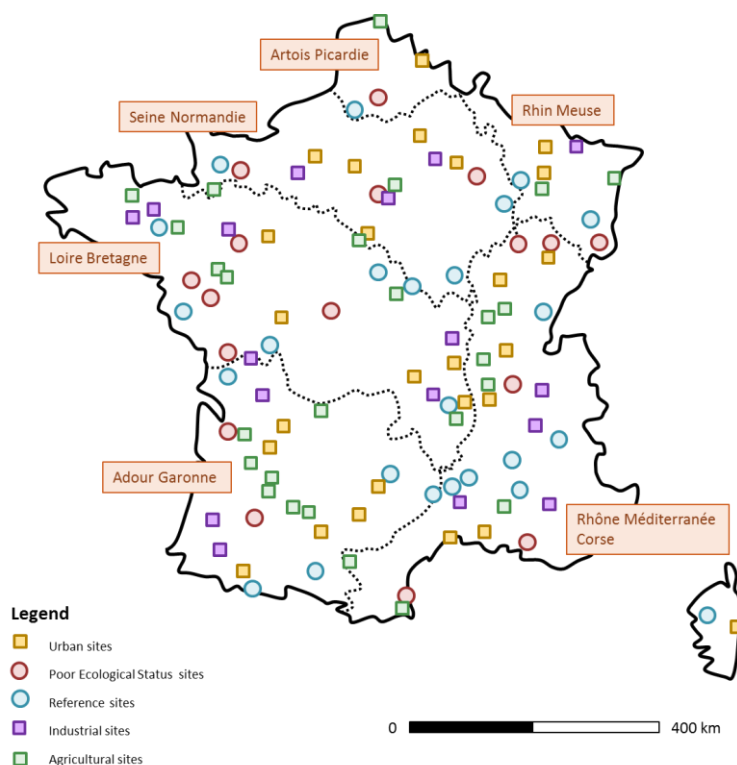 Artois Picardie
Seine Normandie
Rhin Meuse
Loire Bretagne
Adour Garonne
Rhône Méditerranée
Corse
Legend
Urban sites
Poor Ecological Status sites
Reference sites
Industrial sites
Agricultural sites
0
400 km